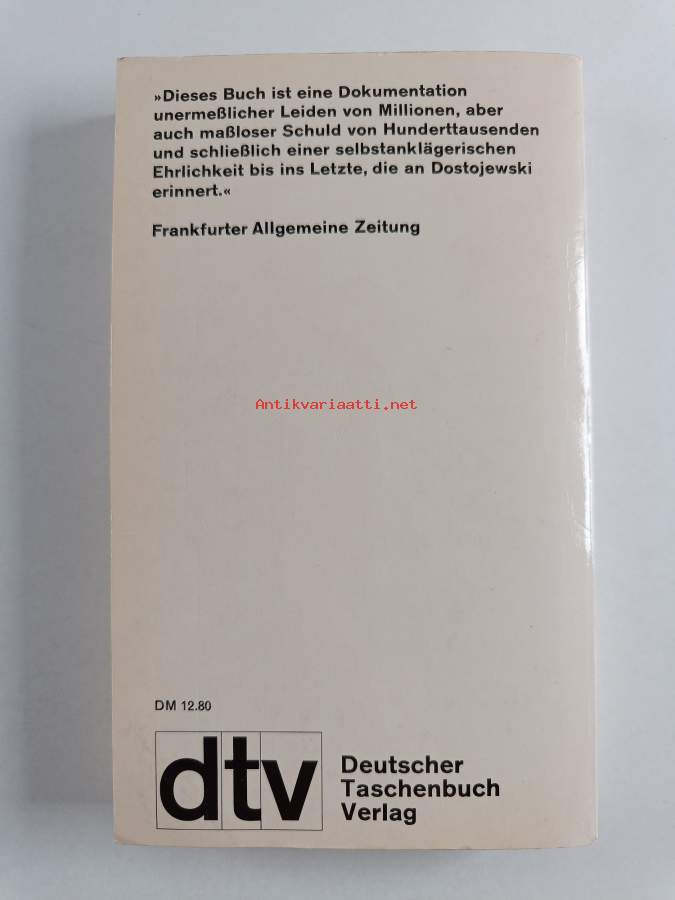 »Dieses Buch ist eine Dokumentation
unermeßlicher Leiden von Millionen, aber
auch maßloser Schuld von Hunderttausenden
und schließlich einer selbstanklägerischen
Ehrlichkeit bis ins Letzte, die an Dostojewski
erinnert.«
Frankfurter Allgemeine Zeitung
Antikvariaatti.net
DM 12.80
dtv
Deutscher
Taschenbuch
Verlag